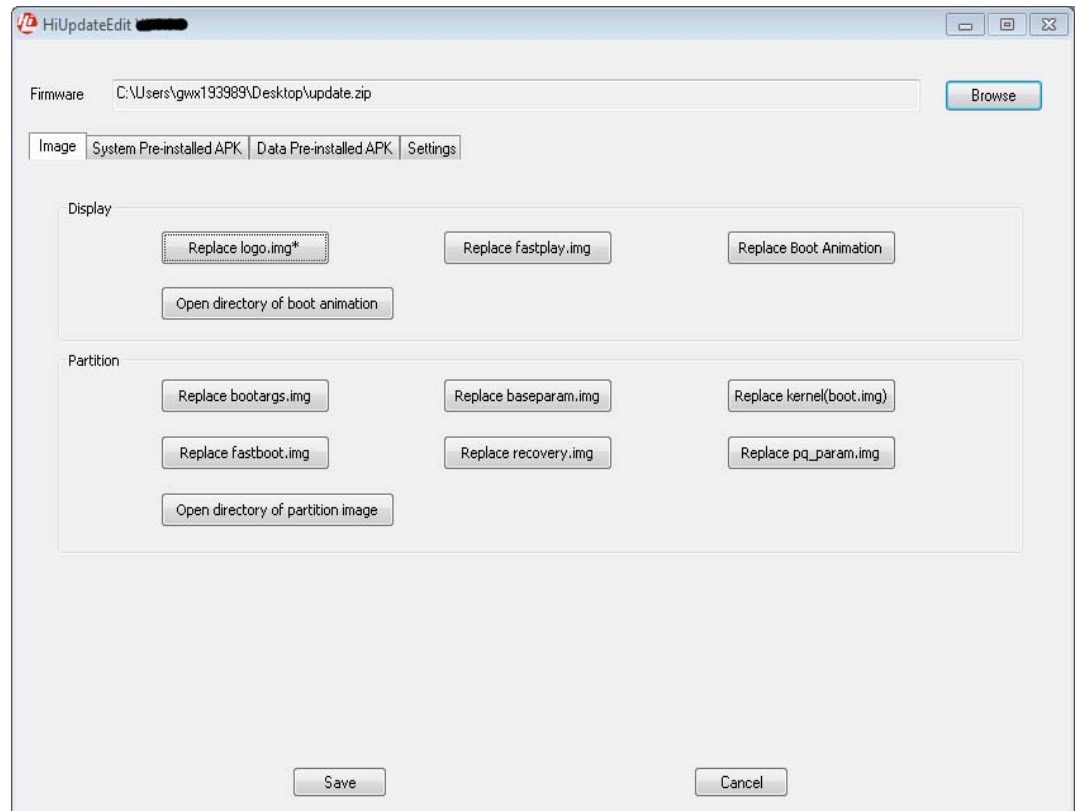 HiUpdateEdit
Firmware C:\Users\gwx193989\Desktop\update.zip Browse
Image System Pre-installed APK Data Pre-installed APK Settings
Display
Replace logo.img* Replace fastplay.img Replace Boot Animation
Open directory of boot animation
Partition
Replace bootargs.img Replace baseparam.img Replace kernel(boot.img)
Replace fastboot.img Replace recovery.img Replace pq_param.img
Open directory of partition image
Save Cancel